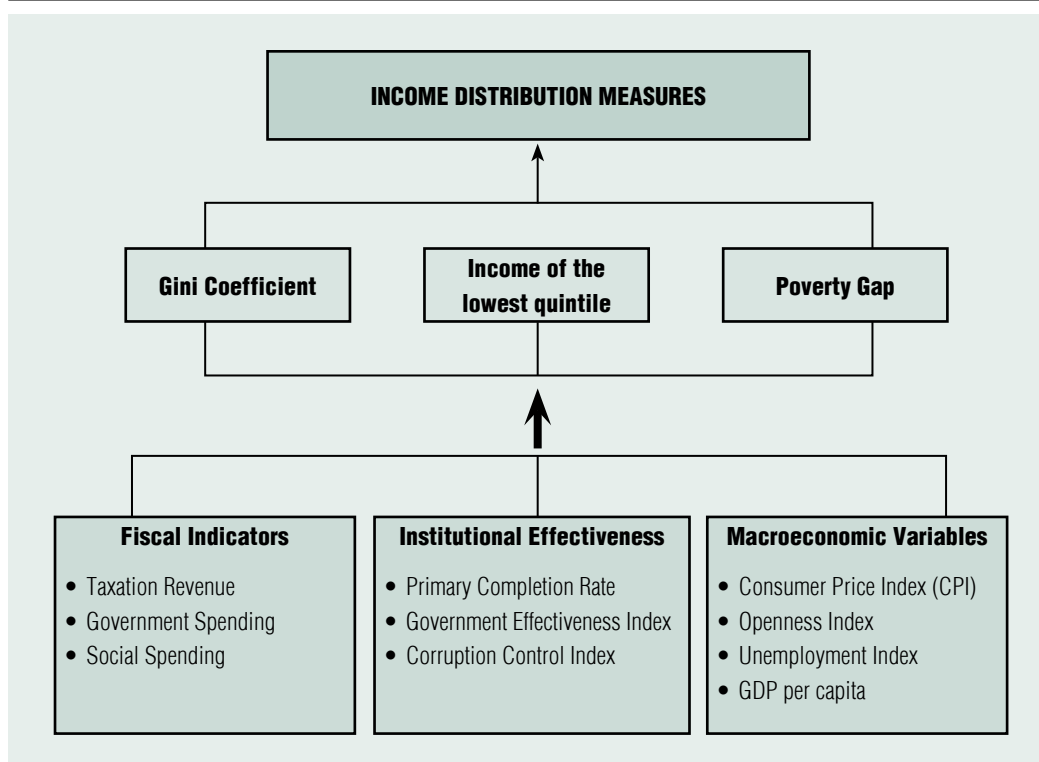 INCOME DISTRIBUTION MEASURES
Gini Coefficient
Income of the
lowest quintile
Poverty Gap
Fiscal Indicators
• Taxation Revenue
• Government Spending
• Social Spending
Institutional Effectiveness
• Primary Completion Rate
• Government Effectiveness Index
• Corruption Control Index
Macroeconomic Variables
• Consumer Price Index (CPI)
• Openness Index
• Unemployment Index
• GDP per capita